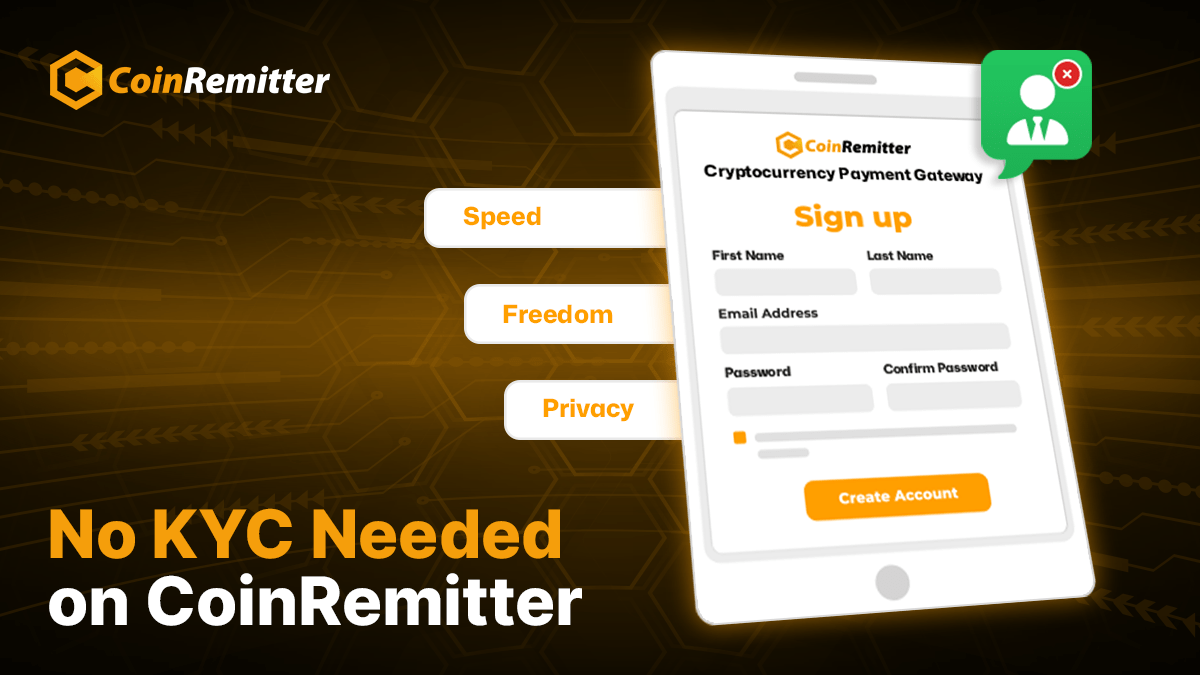 CoinRemitter
Speed
Freedom
Privacy
No KYC Needed
on CoinRemitter
CoinRemitter
Cryptocurrency Payment Gateway
Sign up
First Name Last Name
Email Address
Password Confirm Password
Create Account